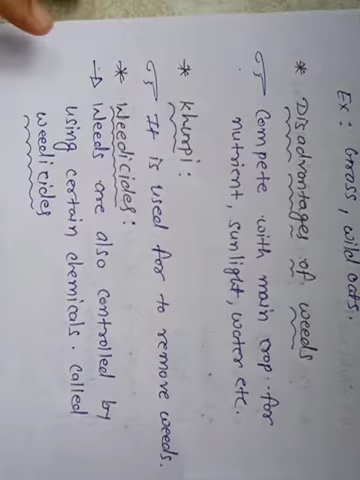 Ex: Grass, wild oats.
* Disadvantages of weeds
→ Compete with main crop for
nutrient, sunlight, water etc.
* Khurpi:
→ It is used for to remove weeds.
* Weedicides:
→ Weeds are also controlled by
using certain chemicals. called
weedicides